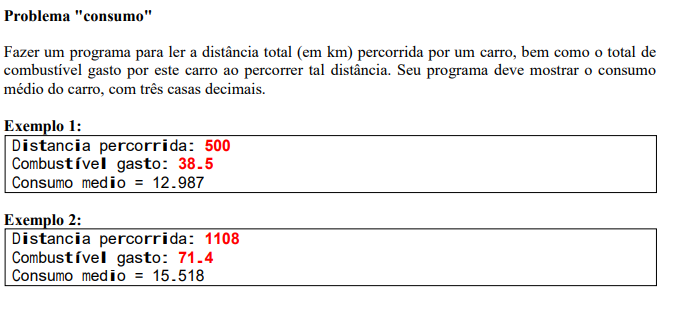 Problema "consumo"
Fazer um programa para ler a distância total (em km) percorrida por um carro, bem como o total de
combustível gasto por este carro ao percorrer tal distância. Seu programa deve mostrar o consumo
médio do carro, com três casas decimais.
Exemplo 1:
Distancia percorrida: 500
Combustível gasto: 38.5
Consumo medio = 12.987
Exemplo 2:
Distancia percorrida: 1108
Combustível gasto: 71.4
Consumo medio = 15.518